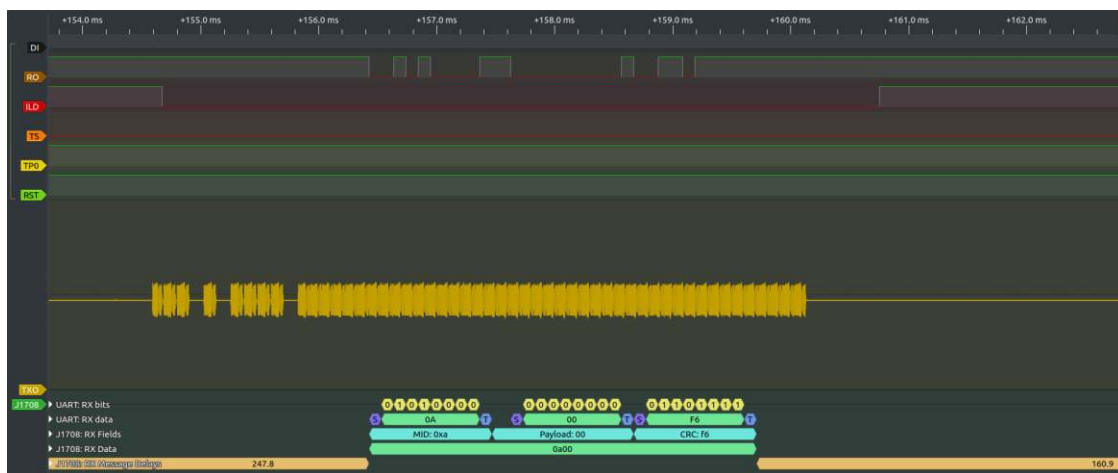 +154.0 ms +155.0 ms +156.0 ms +157.0 ms +158.0 ms +159.0 ms +160.0 ms +161.0 ms +162.0 ms
DI
RO
ILD
TS
TP0
RST
TXO
J1708 UART: RX bits 0 1 0 1 0 0 0 0 0 0 0 0 0 0 0 0 0 1 1 0 1 1 1 1
UART: RX data S 0A T S 00 T S F6 T
J1708: RX Fields MID: 0xa Payload: 00 CRC: f6
J1708: RX Data 0a00
J1708: RX Message Delays 247.8 160.9